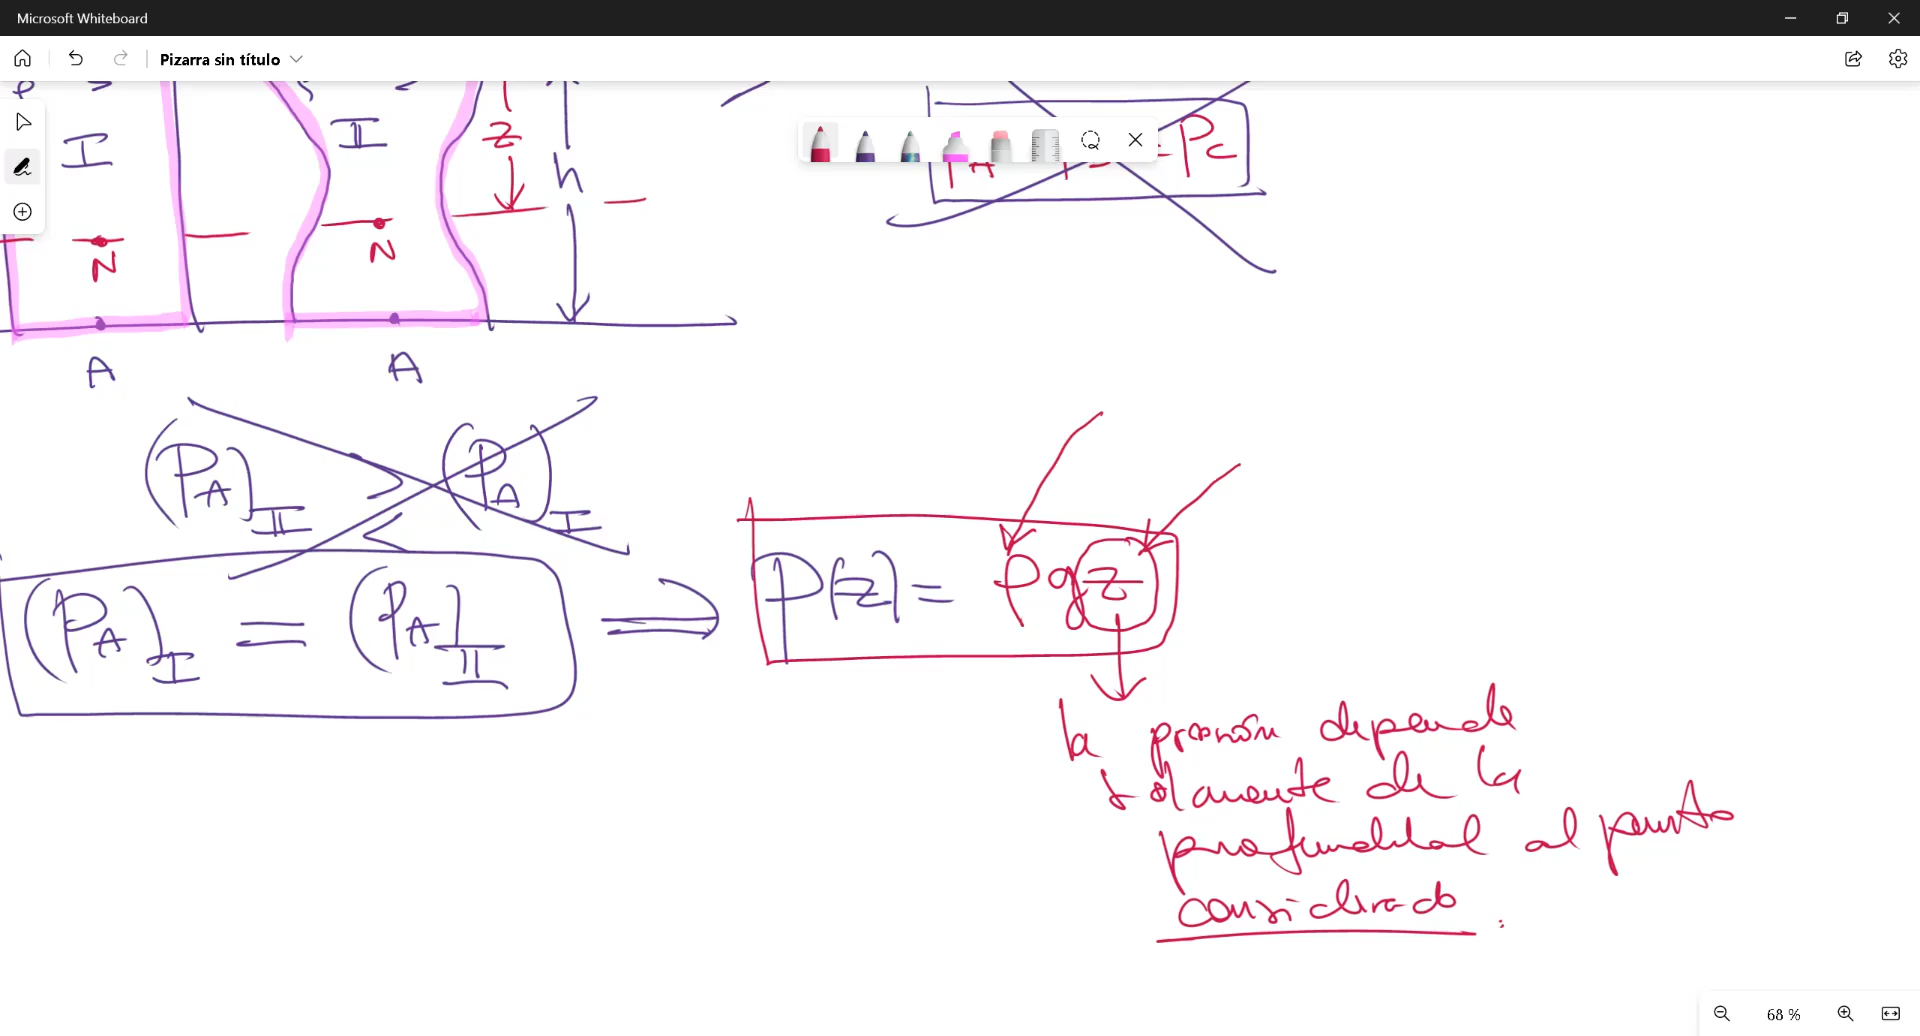 Microsoft Whiteboard
Pizarra sin título
I
II
z
h
N
N
A
A
= Pc
(PA)II > < (PA)I
(PA)I = (PA)II ⟹ P(z) = ρgz
la presión depende
solamente de la
profundidad al punto
considerado.
68 %